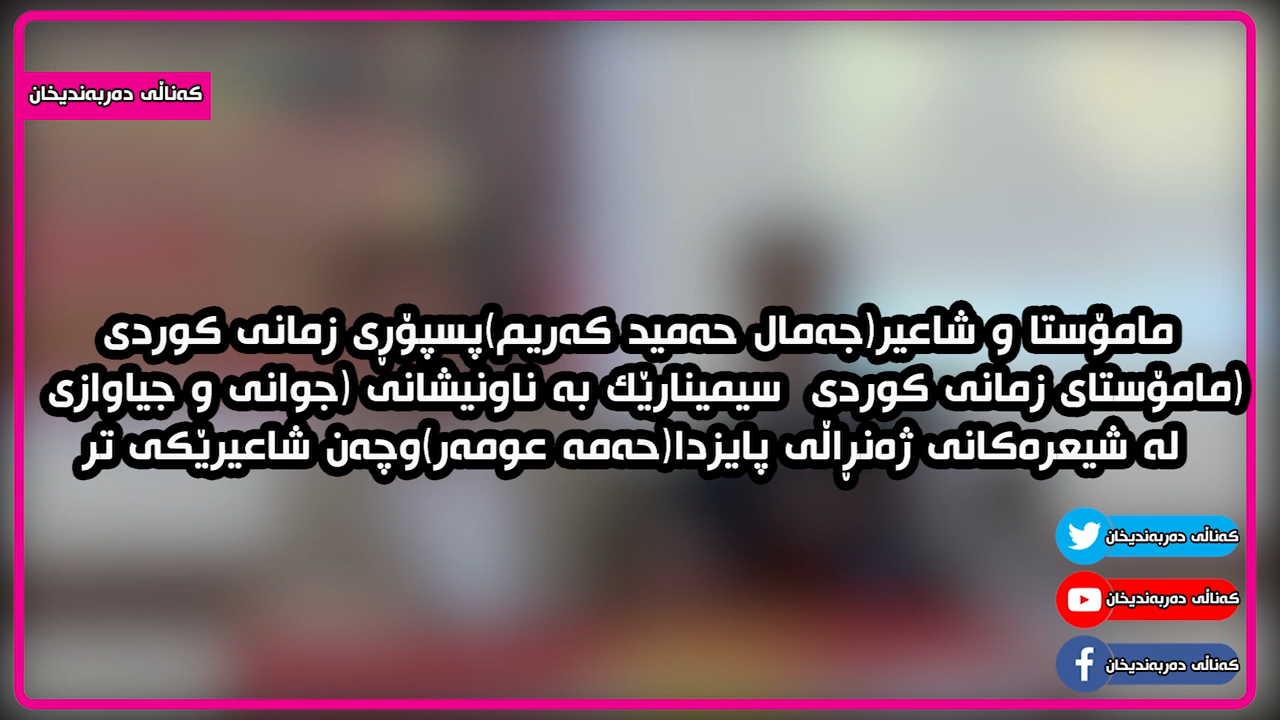 کەناڵی دەربەندیخان
مامۆستا و شاعیر(جەمال حەمید کەریم)پسپۆڕی زمانی کوردی
(مامۆستای زمانی کوردی  سیمینارێك بە ناونیشانی (جوانی و جیاوازی
لە شیعرەکانی ژەنڕاڵی پایزدا(حەمە عومەر)وچەن شاعیرێکی تر
کەناڵی دەربەندیخان
کەناڵی دەربەندیخان
کەناڵی دەربەندیخان